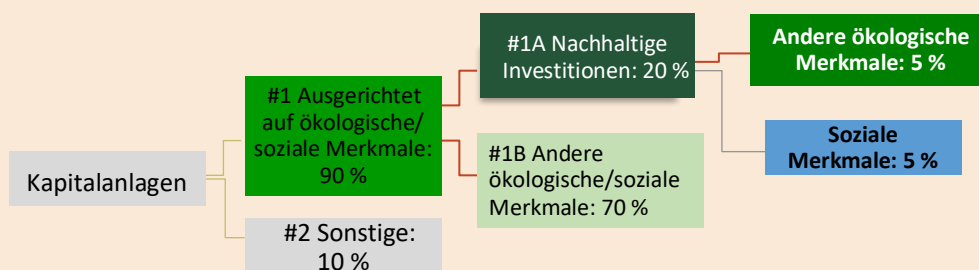 Kapitalanlagen
#1 Ausgerichtet
auf ökologische/
soziale Merkmale:
90 %
#2 Sonstige:
10 %
#1A Nachhaltige
Investitionen: 20 %
#1B Andere
ökologische/soziale
Merkmale: 70 %
Andere ökologische
Merkmale: 5 %
Soziale
Merkmale: 5 %